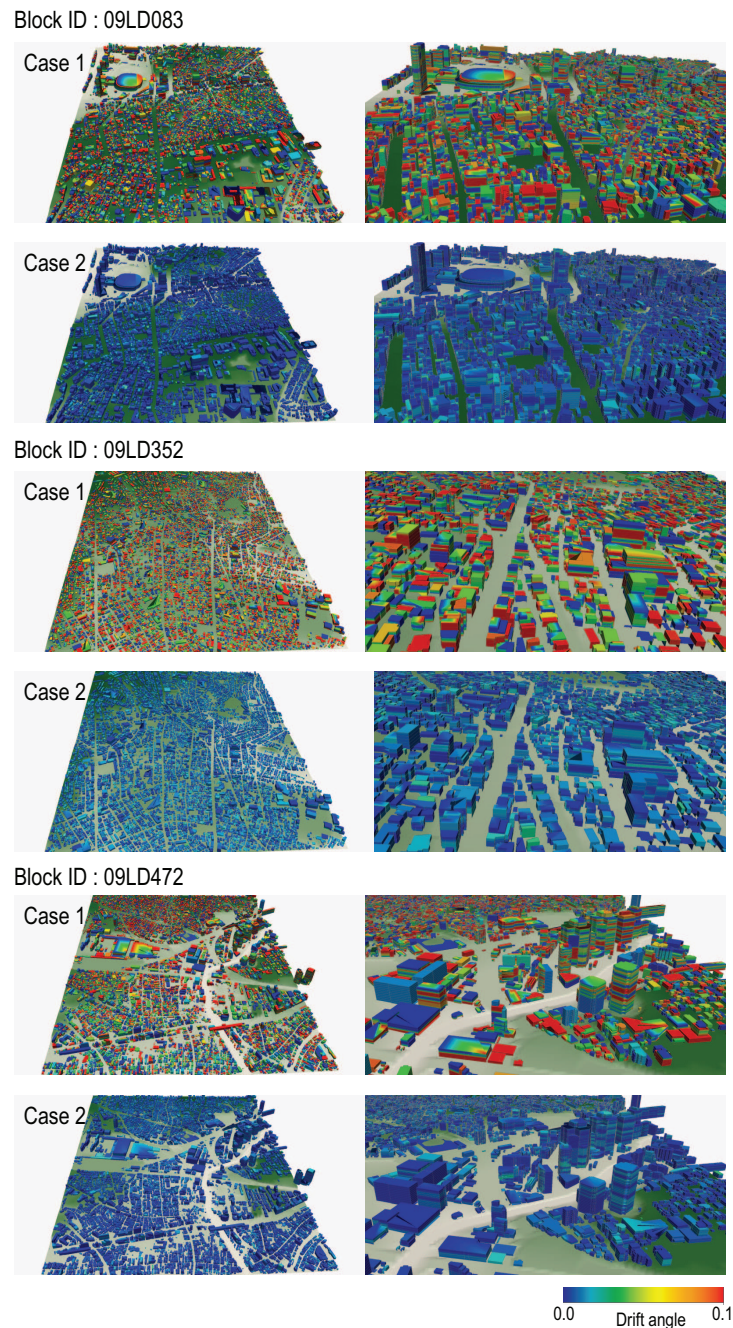 Block ID : 09LD083
Case 1
Case 2
Block ID : 09LD352
Case 1
Case 2
Block ID : 09LD472
Case 1
Case 2
0.0 Drift angle 0.1